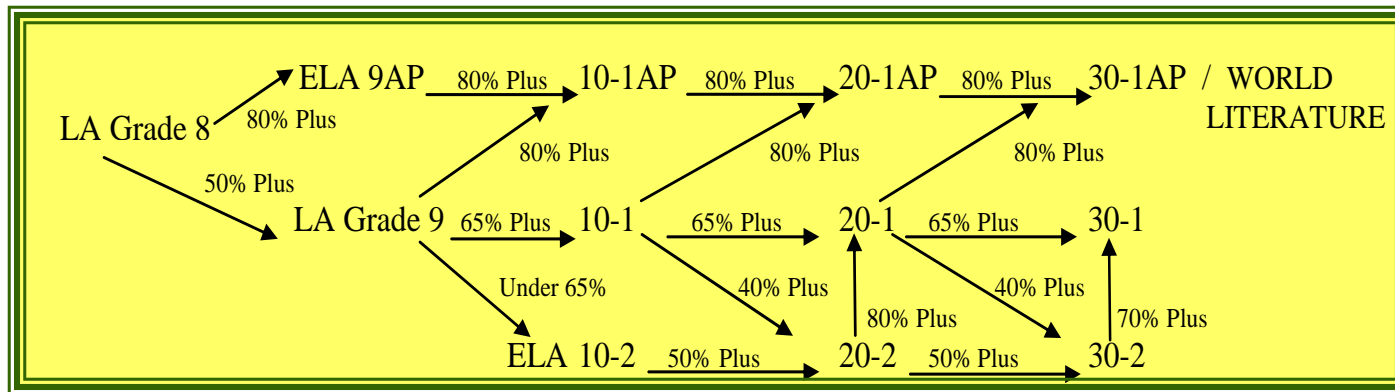 ELA 9AP 80% Plus 10-1AP 80% Plus 20-1AP 80% Plus 30-1AP / WORLD
LITERATURE
LA Grade 8 80% Plus
80% Plus 80% Plus 80% Plus
50% Plus
LA Grade 9 65% Plus 10-1 65% Plus 20-1 65% Plus 30-1
Under 65% 40% Plus 40% Plus
80% Plus 70% Plus
ELA 10-2 50% Plus 20-2 50% Plus 30-2